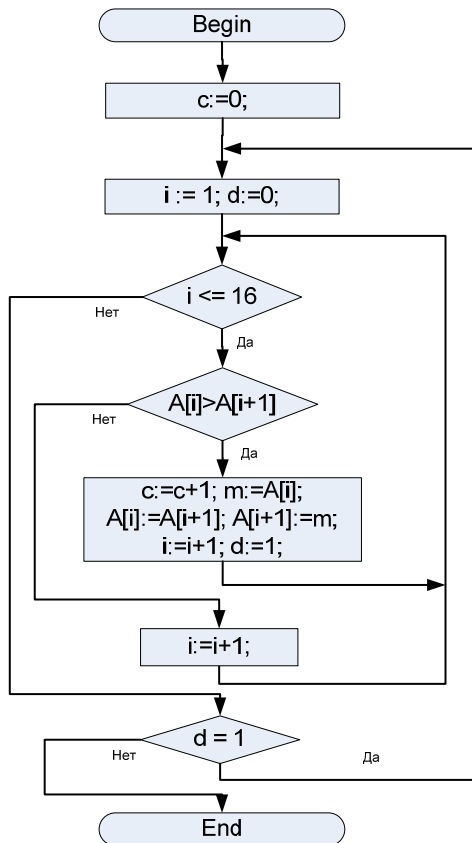 Begin
c:=0;
i := 1; d:=0;
i <= 16
Нет
Да
A[i]>A[i+1]
Нет
Да
c:=c+1; m:=A[i];
A[i]:=A[i+1]; A[i+1]:=m;
i:=i+1; d:=1;
i:=i+1;
d = 1
Нет
Да
End